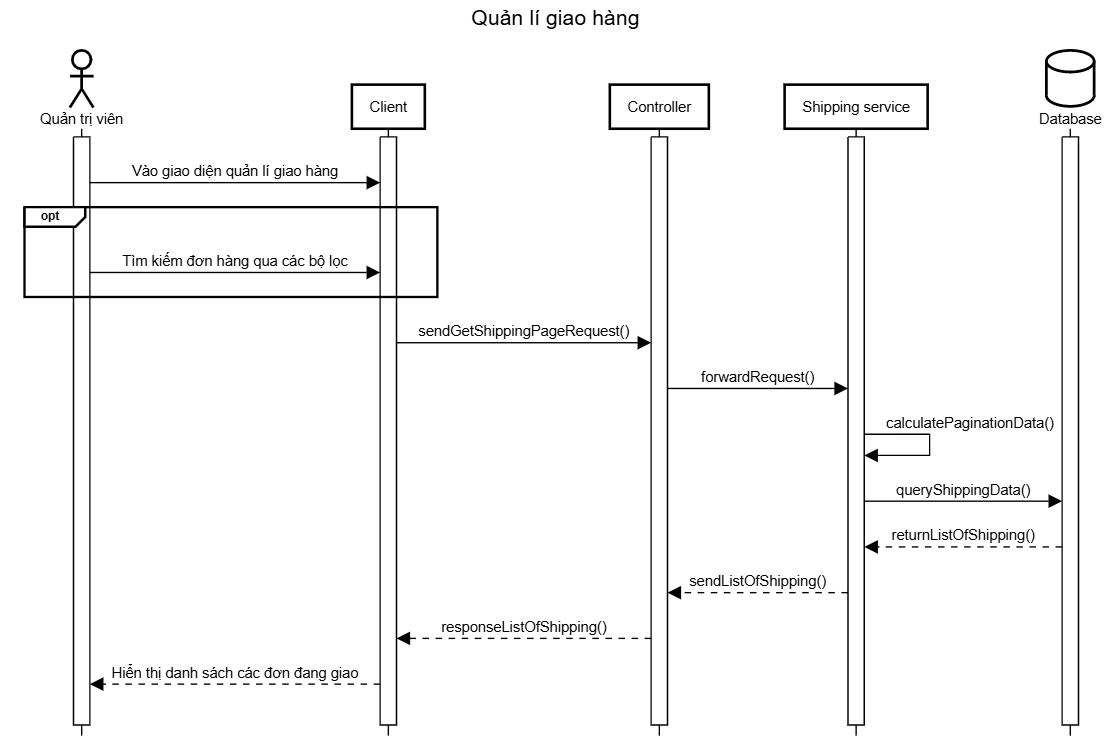 Quản lí giao hàng
Quản trị viên
Client
Controller
Shipping service
Database
Vào giao diện quản lí giao hàng
opt
Tìm kiếm đơn hàng qua các bộ lọc
sendGetShippingPageRequest()
forwardRequest()
calculatePaginationData()
queryShippingData()
returnListOfShipping()
sendListOfShipping()
responseListOfShipping()
Hiển thị danh sách các đơn đang giao